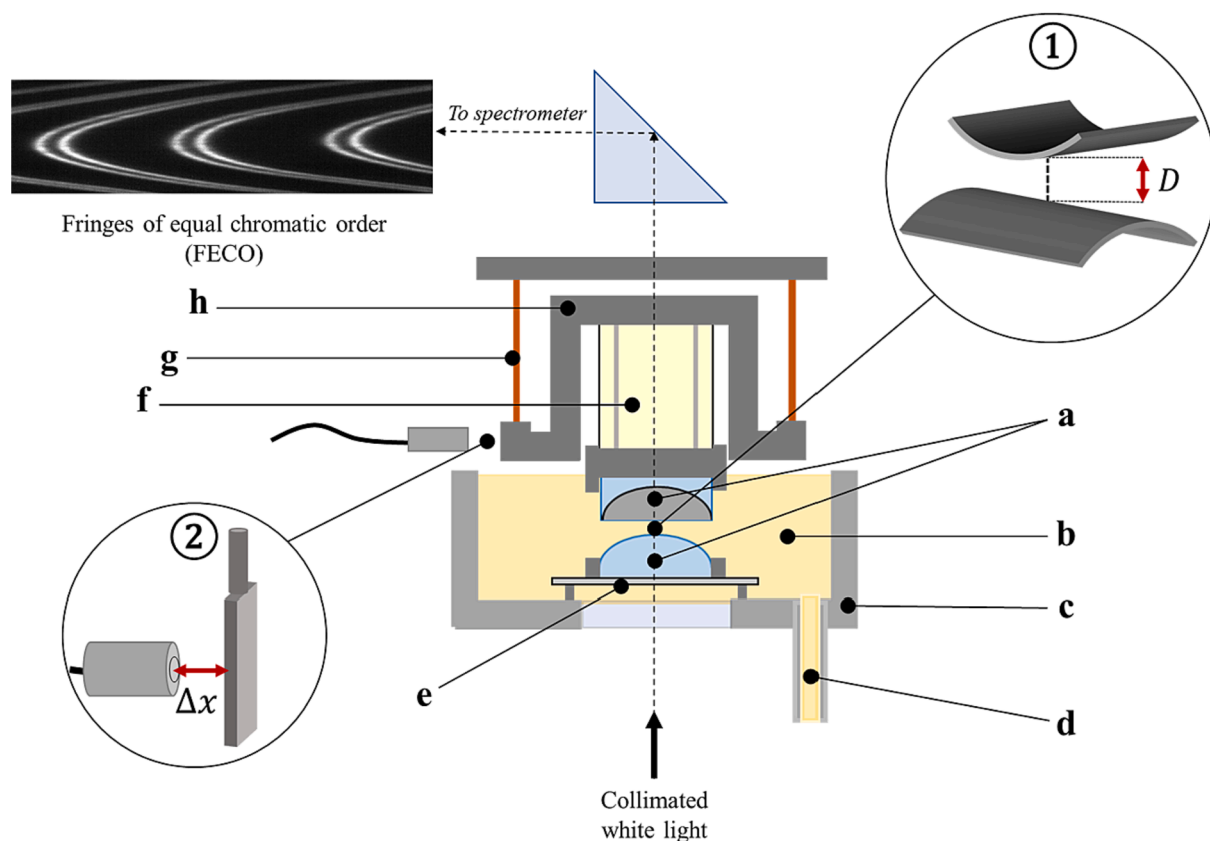 1
To spectrometer
D
Fringes of equal chromatic order
(FECO)
h
g
f
a
b
2
c
Δx
e
d
Collimated
white light